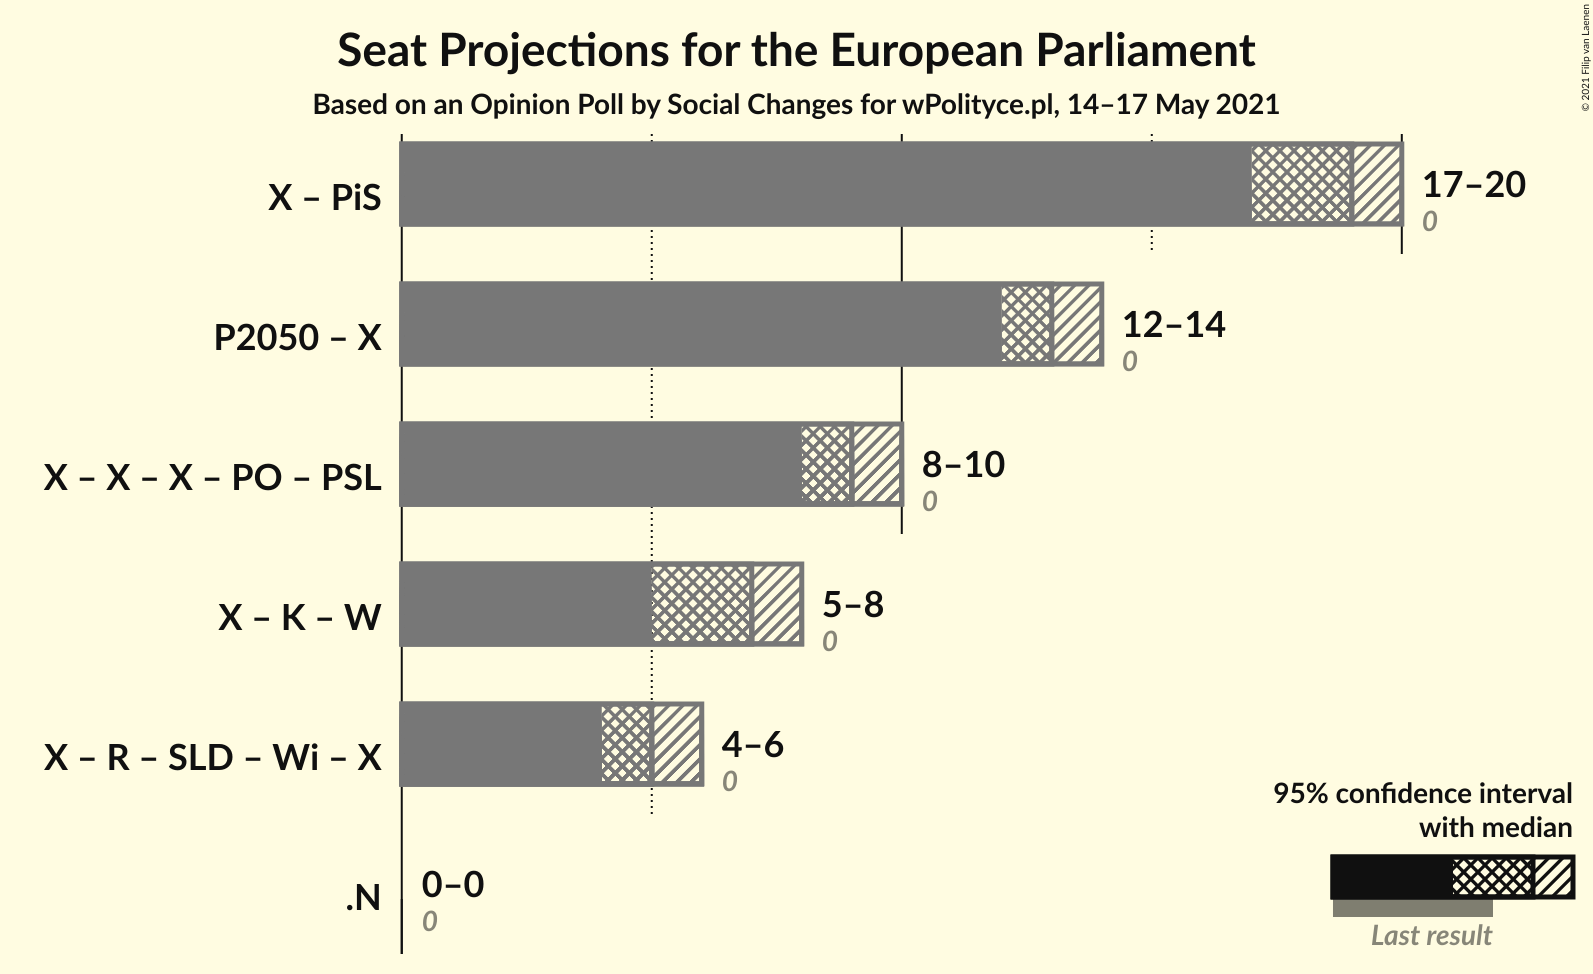 Seat Projections for the European Parliament
Based on an Opinion Poll by Social Changes for wPolityce.pl, 14–17 May 2021
© 2021 Filip van Laenen
X – PiS
17–20
0
P2050 – X
12–14
0
X – X – X – PO – PSL
8–10
0
X – K – W
5–8
0
X – R – SLD – Wi – X
4–6
0
.N
0–0
0
95% confidence interval
with median
Last result